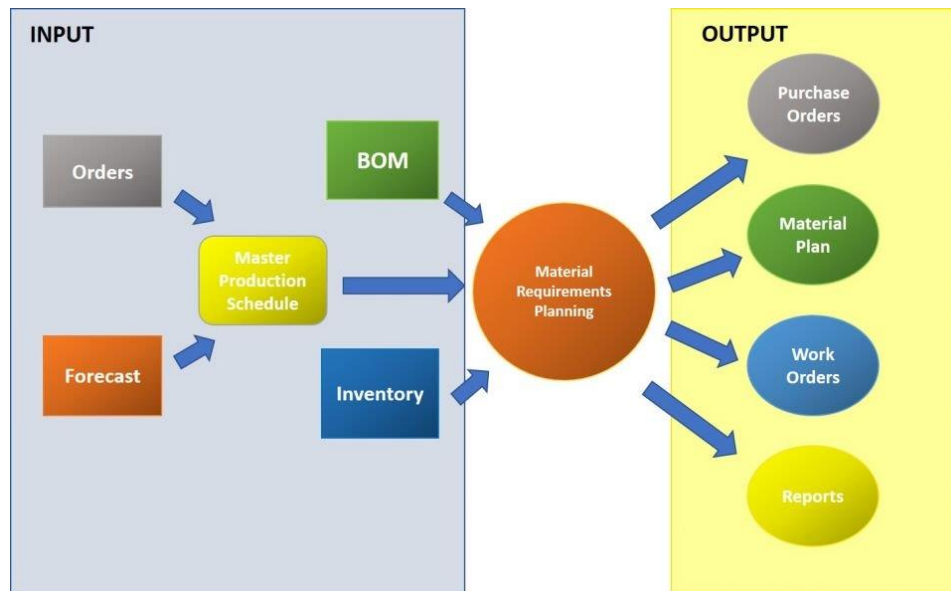 INPUT
Orders
Forecast
Master
Production
Schedule
BOM
Inventory
Material
Requirements
Planning
OUTPUT
Purchase
Orders
Material
Plan
Work
Orders
Reports